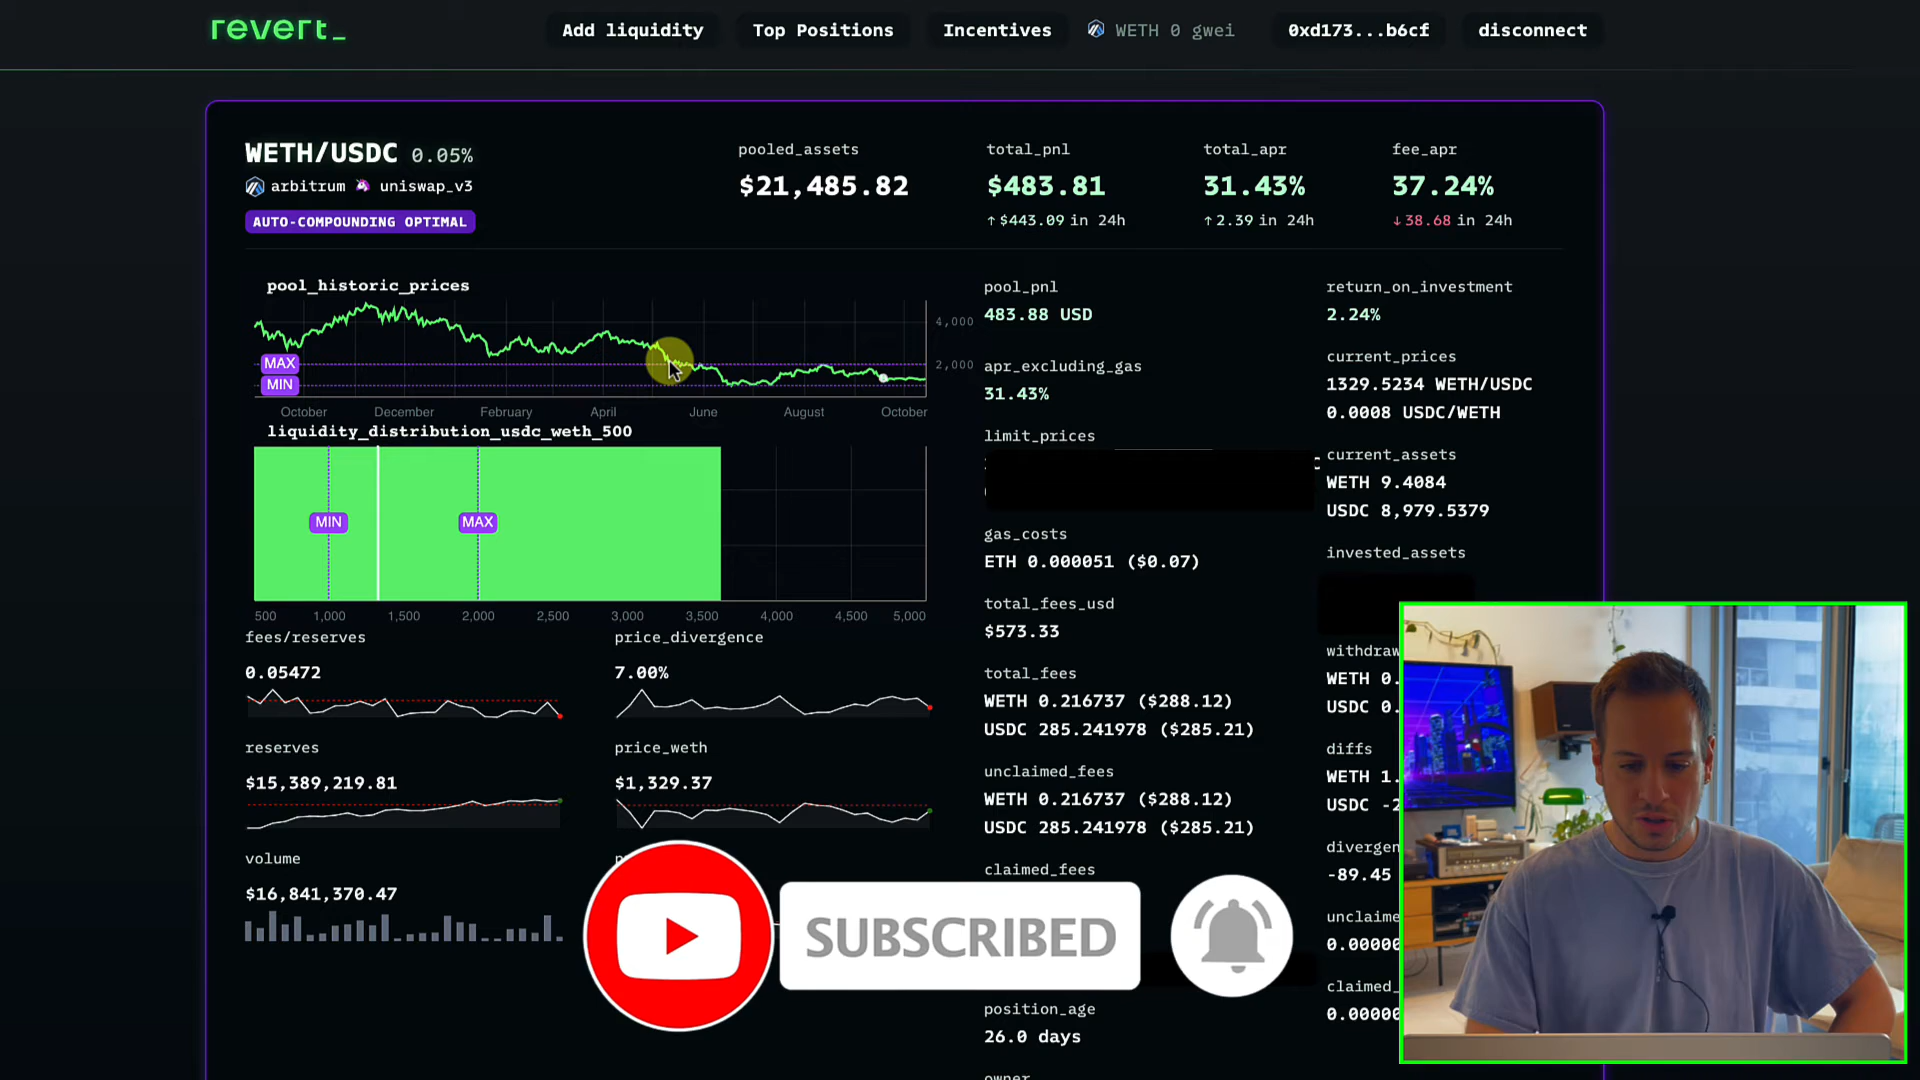 revert_
Add liquidity
Top Positions
Incentives
WETH 0 gwei
0xd173...b6cf
disconnect
WETH/USDC 0.05%
arbitrum uniswap_v3
AUTO-COMPOUNDING OPTIMAL
pooled_assets
$21,485.82
total_pnl
$483.81
↑$443.09 in 24h
total_apr
31.43%
↑2.39 in 24h
fee_apr
37.24%
↓38.68 in 24h
pool_historic_prices
4,000
2,000
MAX
MIN
October December February April June August October
liquidity_distribution_usdc_weth_500
MIN
MAX
500 1,000 1,500 2,000 2,500 3,000 3,500 4,000 4,500 5,000
fees/reserves
0.05472
price_divergence
7.00%
reserves
$15,389,219.81
price_weth
$1,329.37
volume
$16,841,370.47
pool_pnl
483.88 USD
apr_excluding_gas
31.43%
limit_prices
gas_costs
ETH 0.000051 ($0.07)
total_fees_usd
$573.33
total_fees
WETH 0.216737 ($288.12)
USDC 285.241978 ($285.21)
unclaimed_fees
WETH 0.216737 ($288.12)
USDC 285.241978 ($285.21)
claimed_fees
position_age
26.0 days
owner
return_on_investment
2.24%
current_prices
1329.5234 WETH/USDC
0.0008 USDC/WETH
current_assets
WETH 9.4084
USDC 8,979.5379
invested_assets
withdraw
WETH 0.
USDC 0.
diffs
WETH 1.
USDC -2
divergen
-89.45
unclaime
0.00000
claimed_
0.00000
SUBSCRIBED